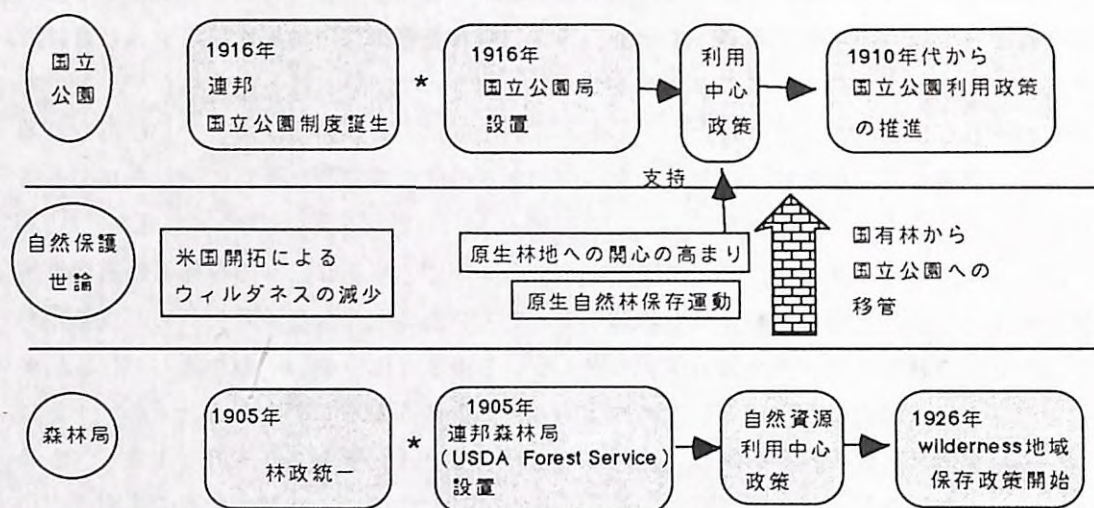 国立
公園
1916年
連邦
国立公園制度誕生
*
1916年
国立公園局
設置
利用
中心
政策
1910年代から
国立公園利用政策
の推進
支持
自然保護
世論
米国開拓による
ウィルダネスの減少
原生林地への関心の高まり
原生自然林保存運動
国有林から
国立公園への
移管
森林局
1905年
林政統一
*
1905年
連邦森林局
(USDA Forest Service)
設置
自然資源
利用中心
政策
1926年
wilderness地域
保存政策開始